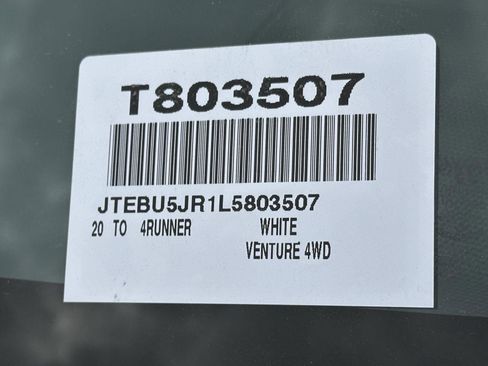 T803507
JTEBU5JR1L5803507
20 TO 4RUNNER WHITE
VENTURE 4WD